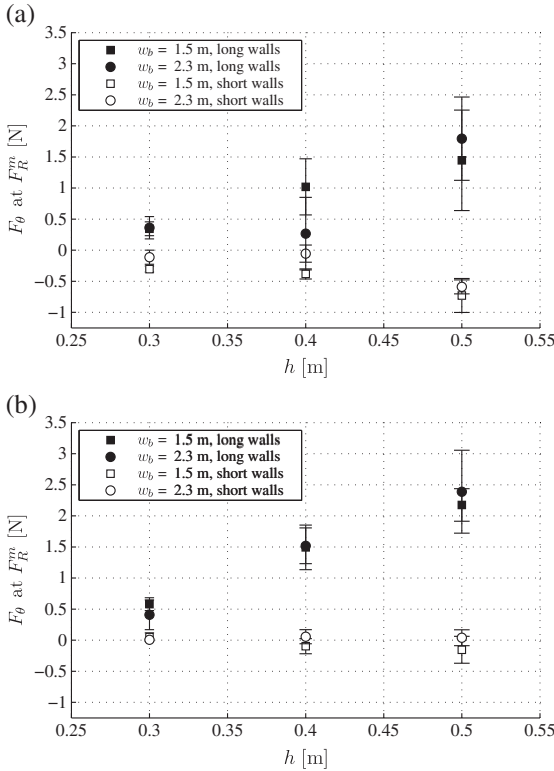 (a)
3.5
3
2.5
2
1.5
1
0.5
0
−0.5
−1
F_θ at F_R^m [N]
w_b = 1.5 m, long walls
w_b = 2.3 m, long walls
w_b = 1.5 m, short walls
w_b = 2.3 m, short walls
0.25 0.3 0.35 0.4 0.45 0.5 0.55
h [m]
(b)
3.5
3
2.5
2
1.5
1
0.5
0
−0.5
−1
F_θ at F_R^m [N]
w_b = 1.5 m, long walls
w_b = 2.3 m, long walls
w_b = 1.5 m, short walls
w_b = 2.3 m, short walls
0.25 0.3 0.35 0.4 0.45 0.5 0.55
h [m]